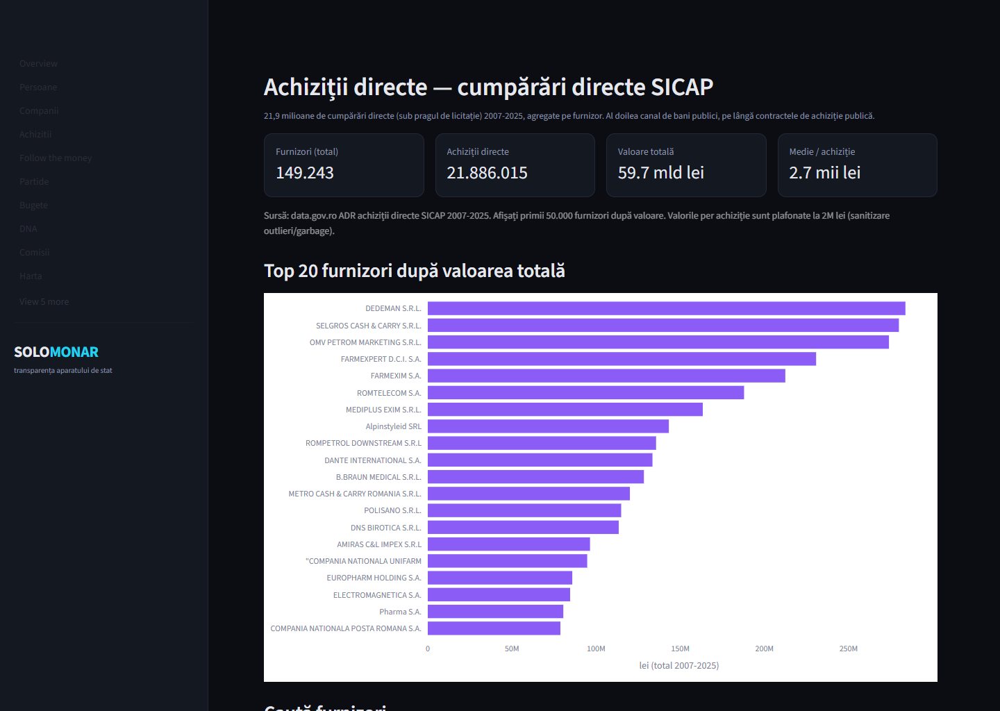 Overview
Persoane
Companii
Achizitii
Follow the money
Partide
Bugete
DNA
Comisii
Harta
View 5 more
SOLOMONAR
transparența aparatului de stat
Achiziții directe — cumpărări directe SICAP
21,9 milioane de cumpărări directe (sub pragul de licitație) 2007-2025, agregate pe furnizor. Al doilea canal de bani publici, pe lângă contractele de achiziție publică.
Furnizori (total)
149.243
Achiziții directe
21.886.015
Valoare totală
59.7 mld lei
Medie / achiziție
2.7 mii lei
Sursă: data.gov.ro ADR achiziții directe SICAP 2007-2025. Afișați primii 50.000 furnizori după valoare. Valorile per achiziție sunt plafonate la 2M lei (sanitizare
outlieri/garbage).
Top 20 furnizori după valoarea totală
DEDEMAN S.R.L.
SELGROS CASH & CARRY S.R.L.
OMV PETROM MARKETING S.R.L.
FARMEXPERT D.C.I. S.A.
FARMEXIM S.A.
ROMTELECOM S.A.
MEDIPLUS EXIM S.R.L.
Alpinstyleid SRL
ROMPETROL DOWNSTREAM S.R.L
DANTE INTERNATIONAL S.A.
B.BRAUN MEDICAL S.R.L.
METRO CASH & CARRY ROMANIA S.R.L.
POLISANO S.R.L.
DNS BIROTICA S.R.L.
AMIRAS C&L IMPEX S.R.L
"COMPANIA NATIONALA UNIFARM
EUROPHARM HOLDING S.A.
ELECTROMAGNETICA S.A.
Pharma S.A.
COMPANIA NATIONALA POSTA ROMANA S.A.
0 50M 100M 150M 200M 250M
lei (total 2007-2025)
Caută furnizori